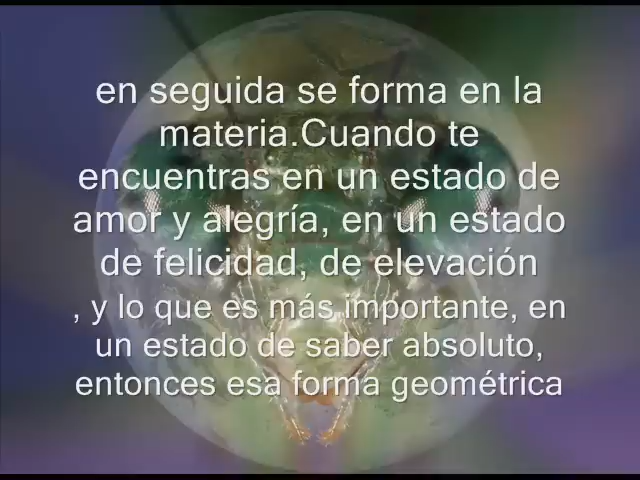 en seguida se forma en la
materia.Cuando te
encuentras en un estado de
amor y alegría, en un estado
de felicidad, de elevación
, y lo que es más importante, en
un estado de saber absoluto,
entonces esa forma geométrica